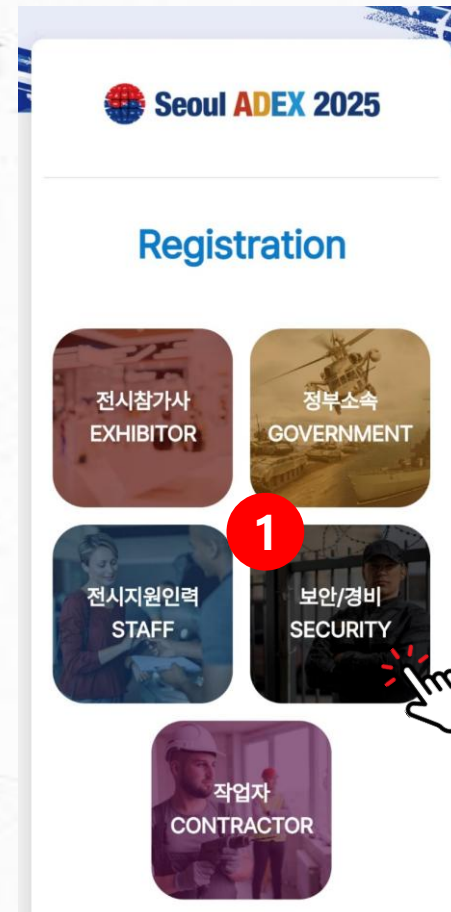 Seoul ADEX 2025
Registration
전시참가사
EXHIBITOR
정부소속
GOVERNMENT
1
전시지원인력
STAFF
보안/경비
SECURITY
작업자
CONTRACTOR